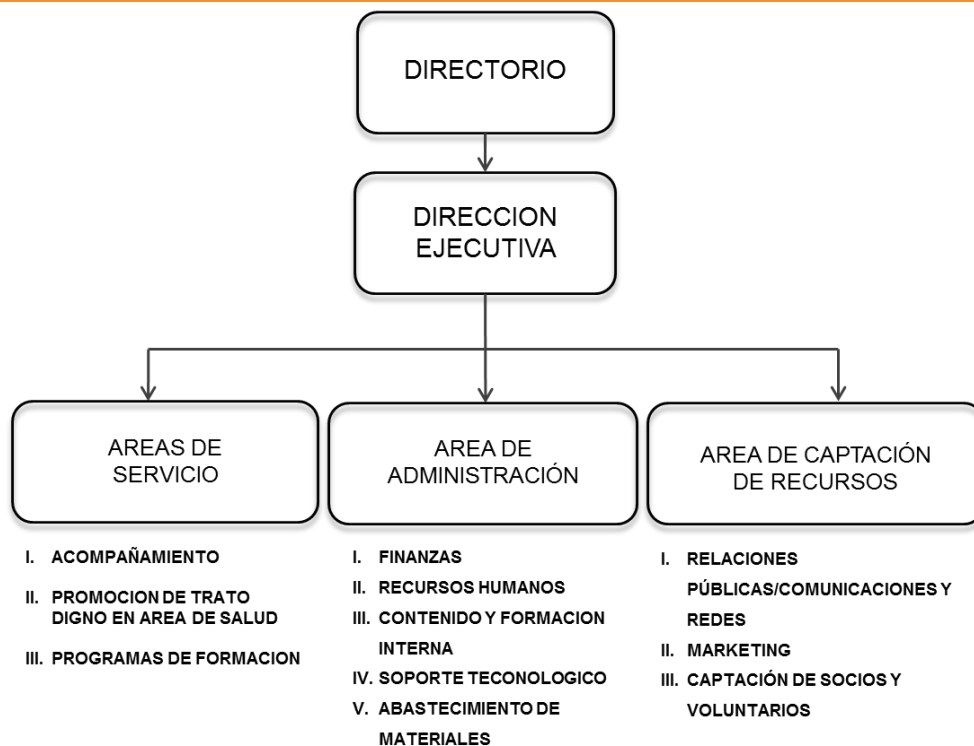 DIRECTORIO
DIRECCION
EJECUTIVA
AREAS DE
SERVICIO
I. ACOMPAÑAMIENTO
II. PROMOCION DE TRATO
DIGNO EN AREA DE SALUD
III. PROGRAMAS DE FORMACION
AREA DE
ADMINISTRACIÓN
I. FINANZAS
II. RECURSOS HUMANOS
III. CONTENIDO Y FORMACION
INTERNA
IV. SOPORTE TECONOLOGICO
V. ABASTECIMIENTO DE
MATERIALES
AREA DE CAPTACIÓN
DE RECURSOS
I. RELACIONES
PÚBLICAS/COMUNICACIONES Y
REDES
II. MARKETING
III. CAPTACIÓN DE SOCIOS Y
VOLUNTARIOS